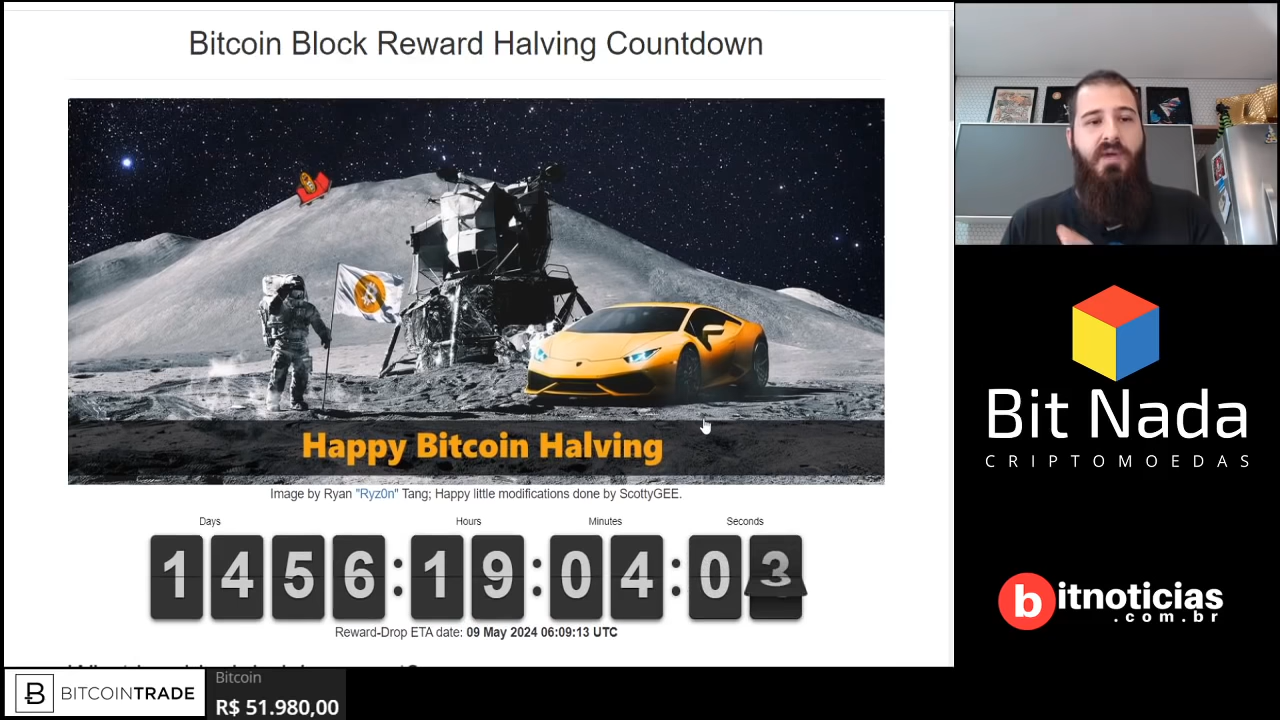 Bitcoin Block Reward Halving Countdown
Happy Bitcoin Halving
Image by Ryan "Ryz0n" Tang; Happy little modifications done by ScottyGEE.
Days Hours Minutes Seconds
1456:19:04:03
Reward-Drop ETA date: 09 May 2024 06:09:13 UTC
Bit Nada
CRIPTOMOEDAS
bitnoticias
.com.br
BITCOINTRADE
Bitcoin
R$ 51.980,00